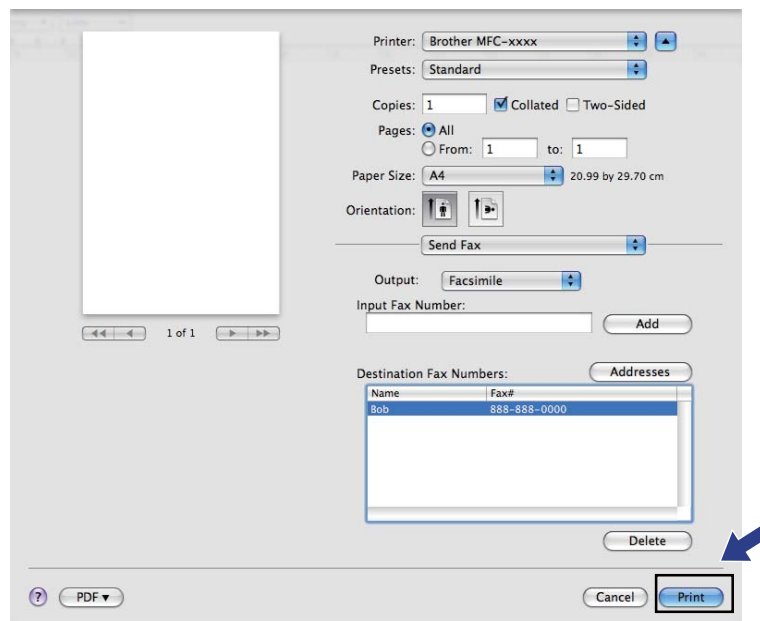 Printer: Brother MFC-xxxx
Presets: Standard
Copies: 1 Collated Two-Sided
Pages: All
From: 1 to: 1
Paper Size: A4 20.99 by 29.70 cm
Orientation:
Send Fax
Output: Facsimile
Input Fax Number:
Add
1 of 1
Destination Fax Numbers: Addresses
Name Fax#
Bob 888-888-0000
Delete
? PDF Cancel Print